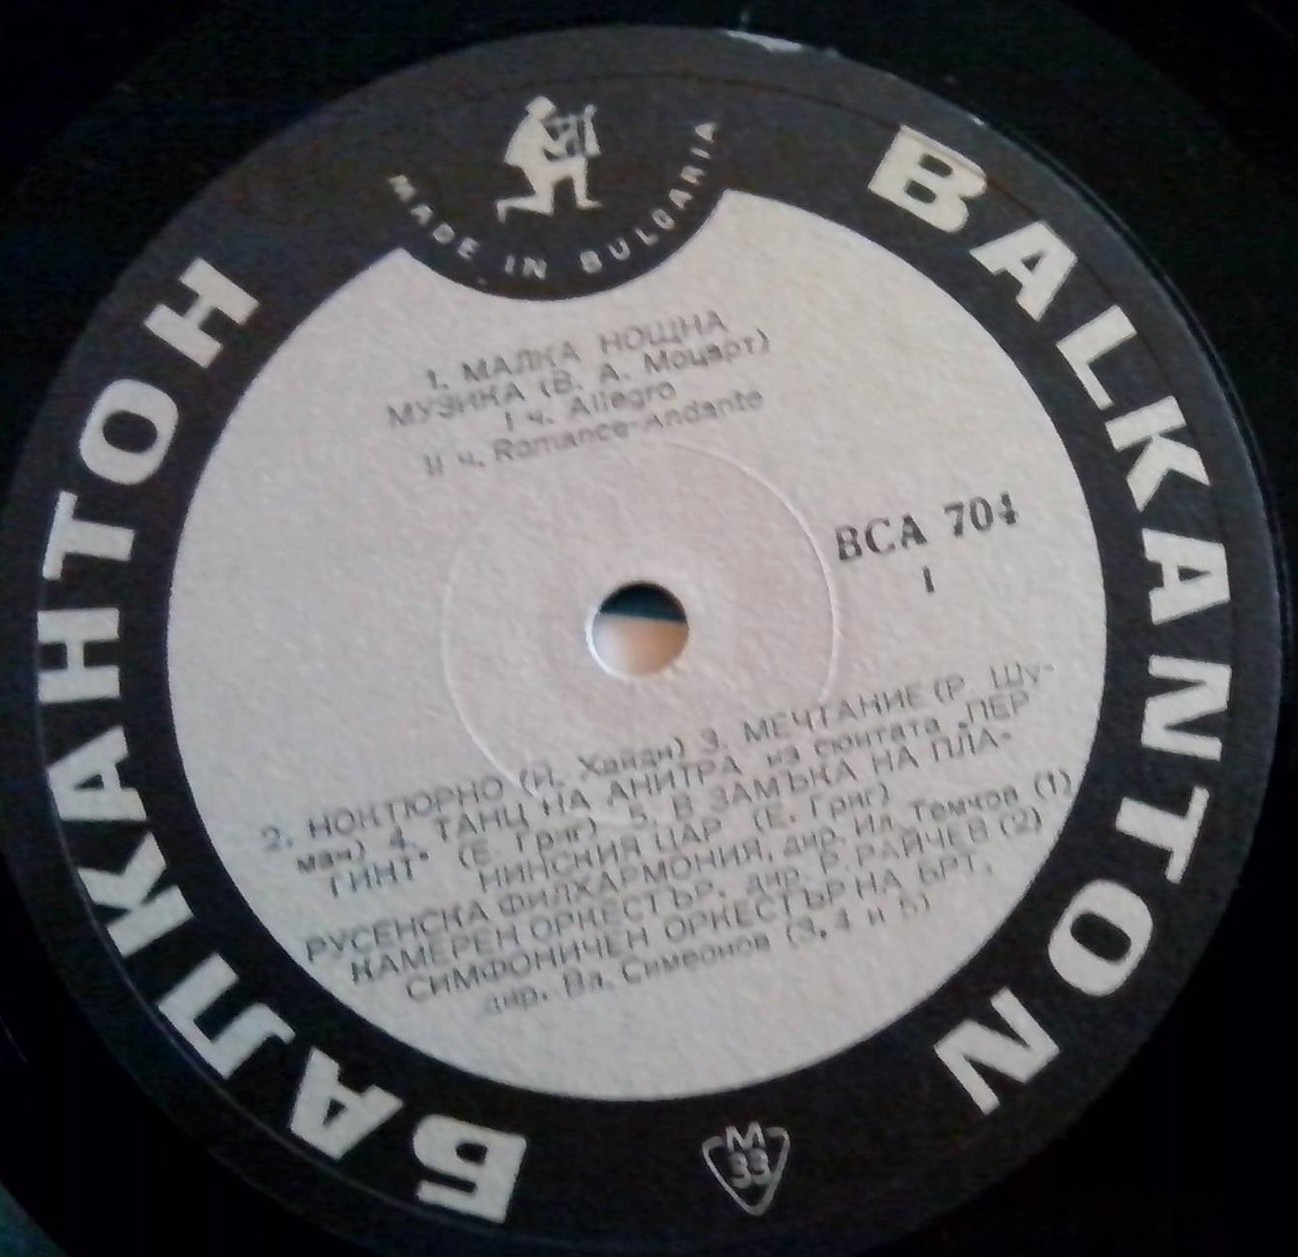 БАЛКАНТОН
BALKANTON
MADE IN BULGARIA
1. МАЛКА НОЩНА
МУЗИКА (В. А. Моцарт)
I ч. Allegro
II ч. Romance-Andante
ВСА 704
I
2. НОКТЮРНО (Й. Хайдн) 3. МЕЧТАНИЕ (Р. Шу-
ман) 4. ТАНЦ НА АНИТРА из сюитата „ПЕР
ГИНТ“ (Е. Григ) 5. В ЗАМЪКА НА ПЛА-
НИНСКИЯ ЦАР (Е. Григ)
РУСЕНСКА ФИЛХАРМОНИЯ, дир. Ил. Темчов (1)
КАМЕРЕН ОРКЕСТЪР, дир. Р. РАЙЧЕВ (2)
СИМФОНИЧЕН ОРКЕСТЪР НА БРТ,
дир. Вл. Симеонов (3, 4 и 5)
M
33